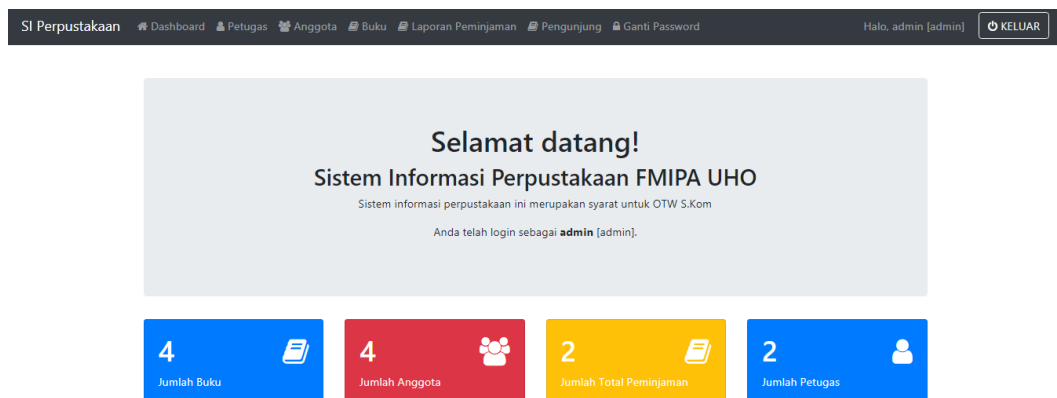 SI Perpustakaan Dashboard Petugas Anggota Buku Laporan Peminjaman Pengunjung Ganti Password Halo, admin [admin] KELUAR
Selamat datang!
Sistem Informasi Perpustakaan FMIPA UHO
Sistem informasi perpustakaan ini merupakan syarat untuk OTW S.Kom
Anda telah login sebagai admin [admin].
4 4 2 2
Jumlah Buku Jumlah Anggota Jumlah Total Peminjaman Jumlah Petugas